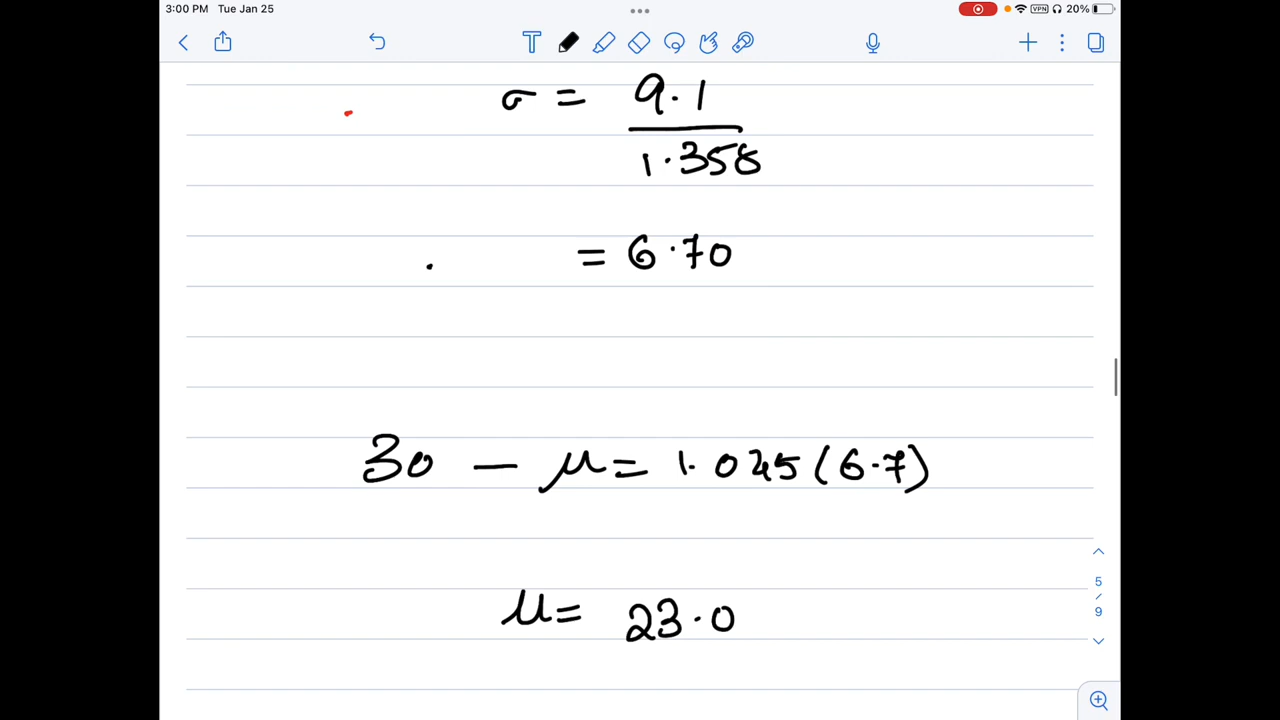 3:00 PM Tue Jan 25
VPN 20%
T
σ = 9.1
1.358
= 6.70
30 — μ = 1.045(6.7)
μ = 23.0
5
/
9